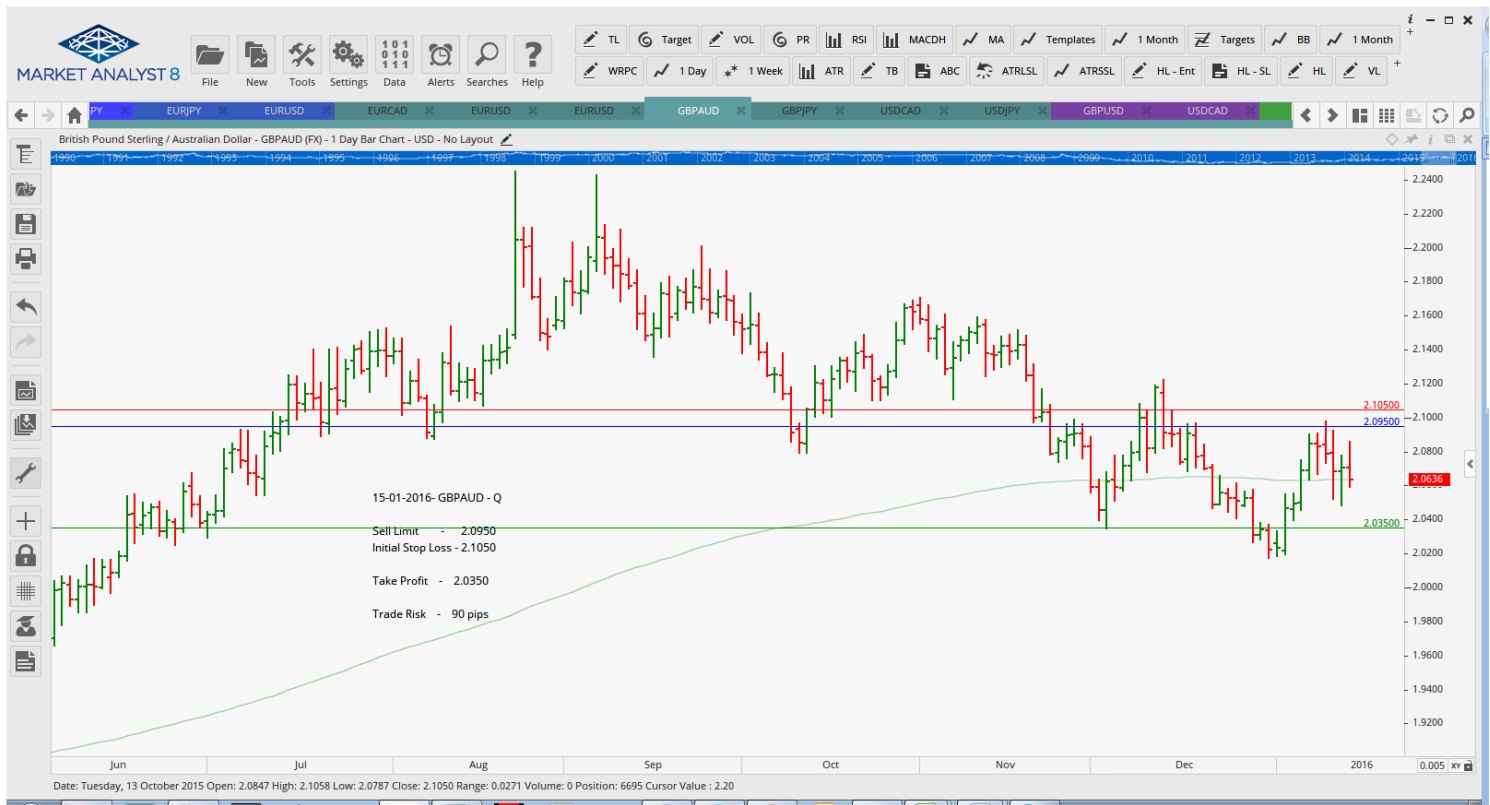 i
TL Target VOL PR RSI MACDH MA Templates 1 Month Targets BB 1 Month +
MARKET ANALYST 8
101
010
111
WRPC 1 Day 1 Week ATR TB ABC ATRLSL ATRSSL HL - Ent HL - SL HL VL +
File New Tools Settings Data Alerts Searches Help
PY EURJPY EURUSD EURCAD EURUSD EURUSD GBPAUD GBPJPY USDCAD USDJPY GBPUSD USDCAD
British Pound Sterling / Australian Dollar - GBPAUD (FX) - 1 Day Bar Chart - USD - No Layout
1990 1991 1992 1993 1994 1995 1996 1997 1998 1999 2000 2001 2002 2003 2004 2005 2006 2007 2008 2009 2010 2011 2012 2013 2014 2015 2016
2.2400
2.2200
2.2000
2.1800
2.1600
2.1400
2.1200
2.10500
2.1000
2.09500
2.0800
2.0636
15-01-2016- GBPAUD - Q
2.0400
2.03500
Sell Limit - 2.0950
Initial Stop Loss - 2.1050
2.0200
Take Profit - 2.0350
2.0000
Trade Risk - 90 pips
1.9800
1.9600
1.9400
1.9200
Jun Jul Aug Sep Oct Nov Dec 2016 0.005 XY
Date: Tuesday, 13 October 2015 Open: 2.0847 High: 2.1058 Low: 2.0787 Close: 2.1050 Range: 0.0271 Volume: 0 Position: 6695 Cursor Value : 2.20